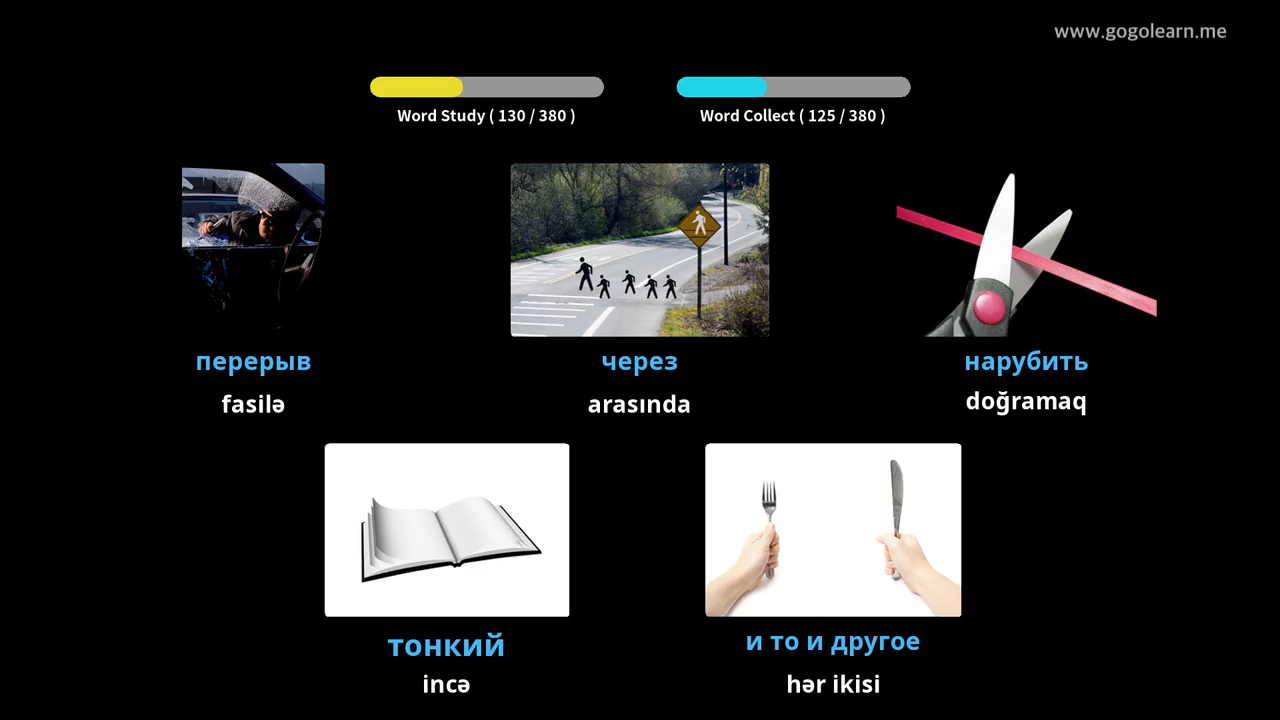 www.gogolearn.me
Word Study ( 130 / 380 )
Word Collect ( 125 / 380 )
перерыв
через
нарубить
fasilə
arasında
doğramaq
тонкий
и то и другое
incə
hər ikisi